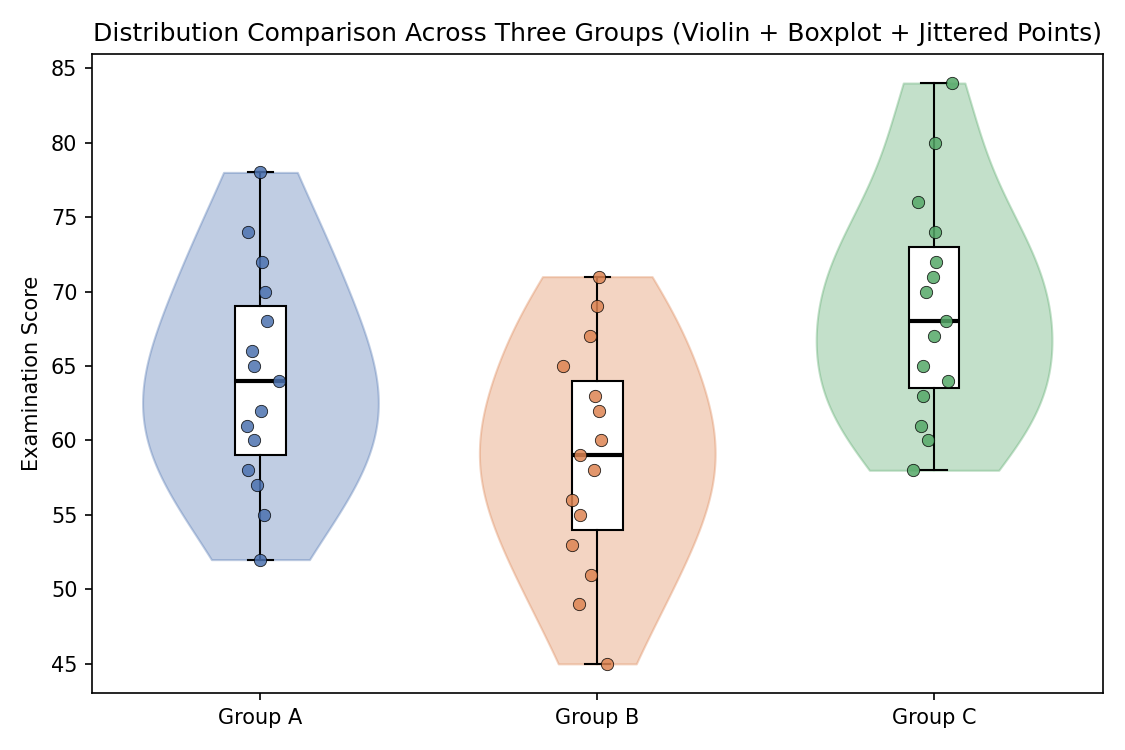 Distribution Comparison Across Three Groups (Violin + Boxplot + Jittered Points)
Examination Score
85
80
75
70
65
60
55
50
45
Group A
Group B
Group C